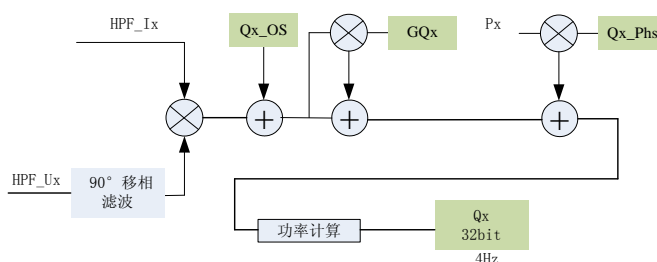 HPF_Ix
Qx_OS
GQx
Px
Qx_Phs
HPF_Ux
90° 移相
滤波
功率计算
Qx
32bit
4Hz